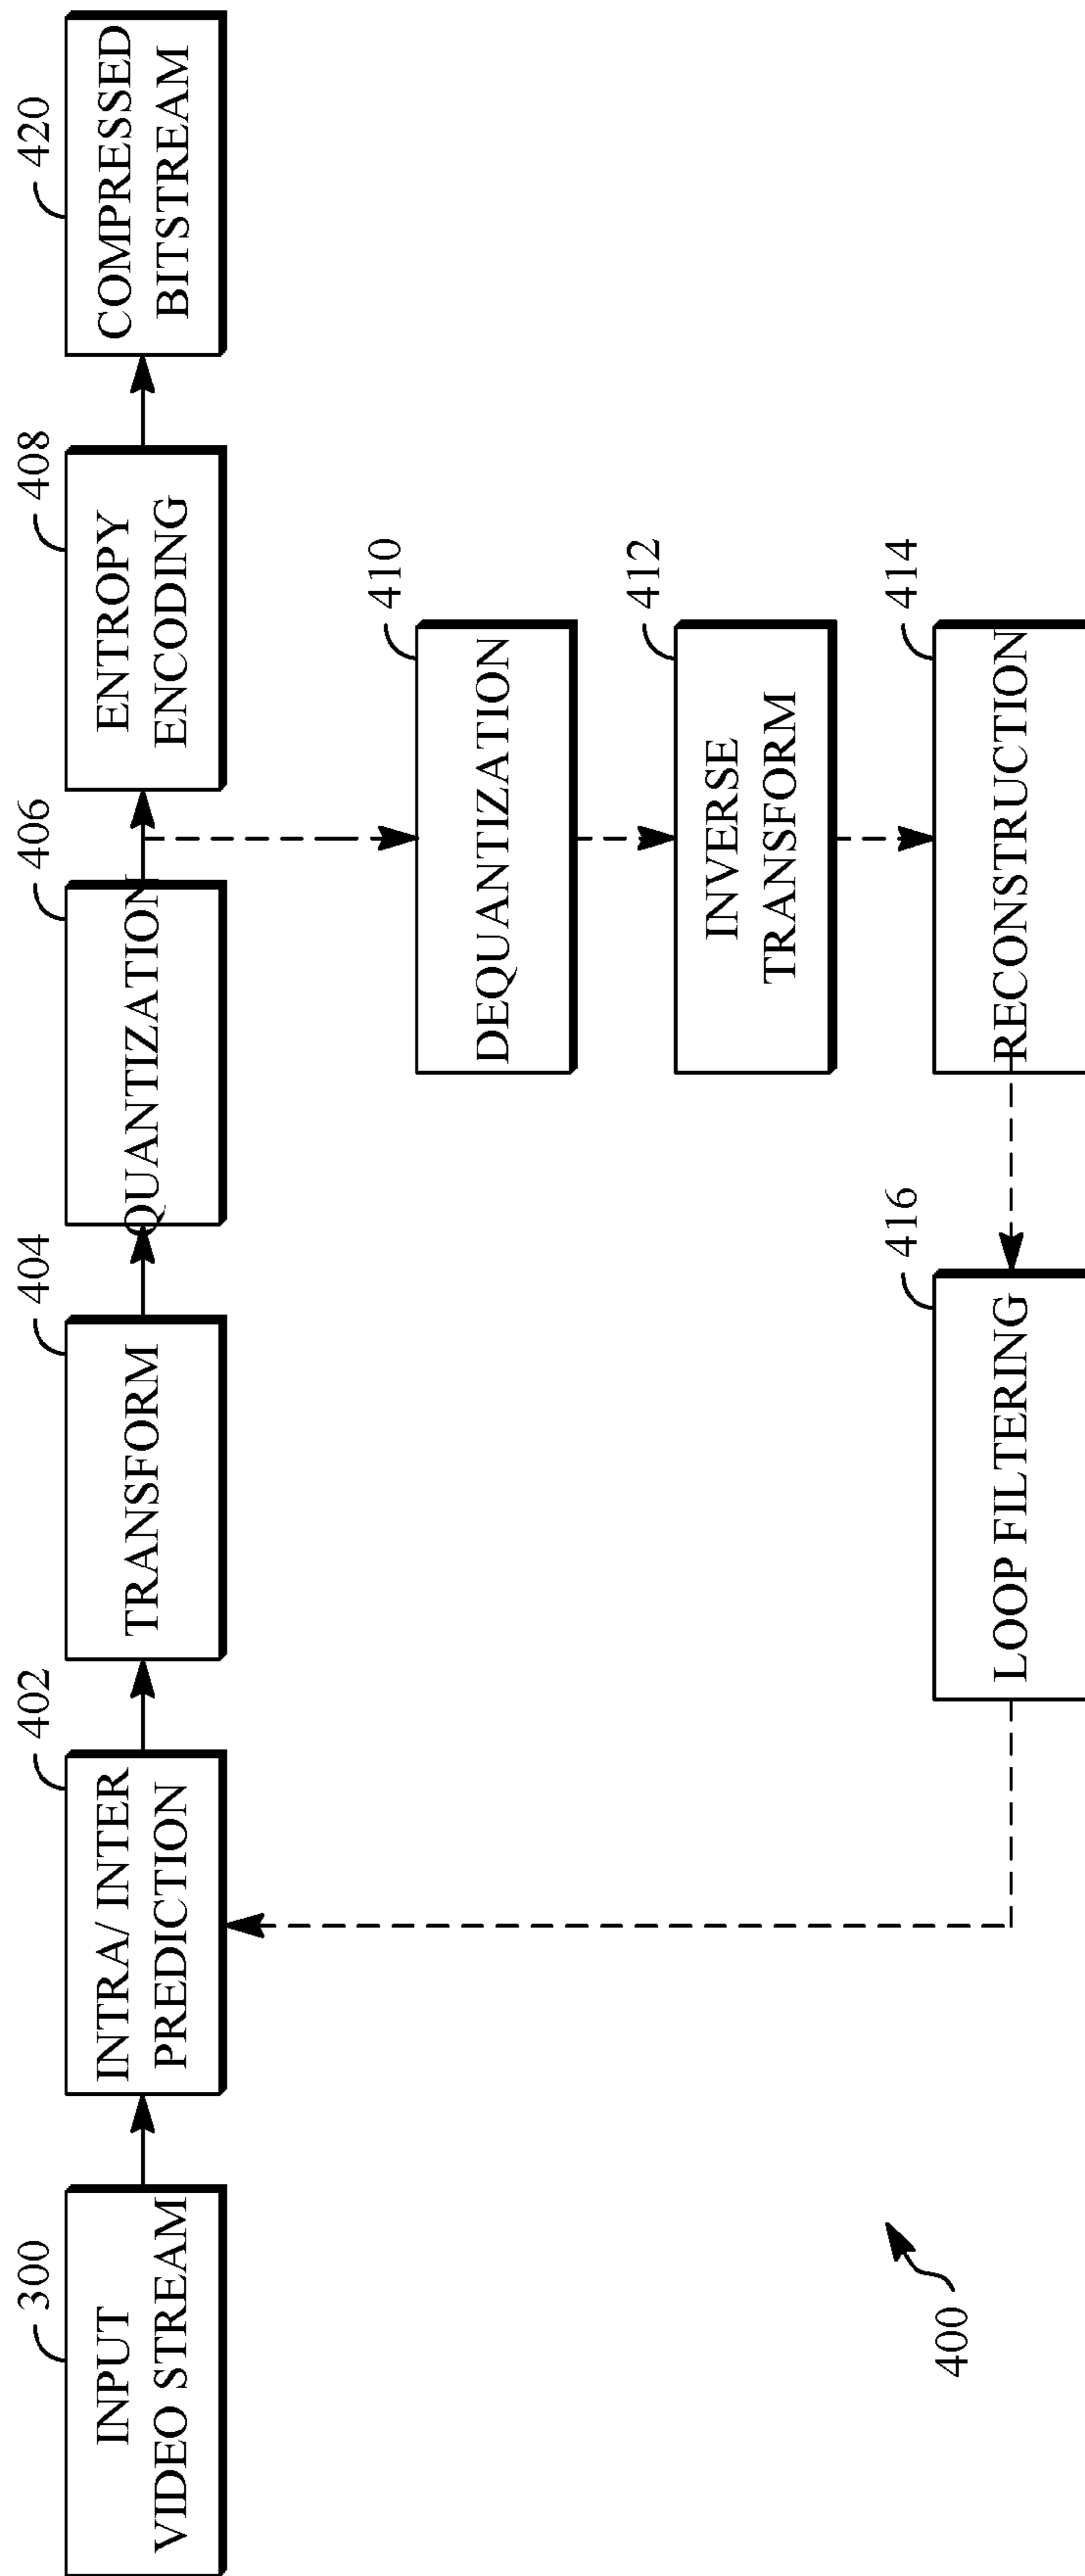 300
INPUT
VIDEO STREAM
402
INTRA/ INTER
PREDICTION
404
TRANSFORM
406
QUANTIZATION
408
ENTROPY
ENCODING
420
COMPRESSED
BITSTREAM
410
DEQUANTIZATION
412
INVERSE
TRANSFORM
414
RECONSTRUCTION
416
LOOP FILTERING
400